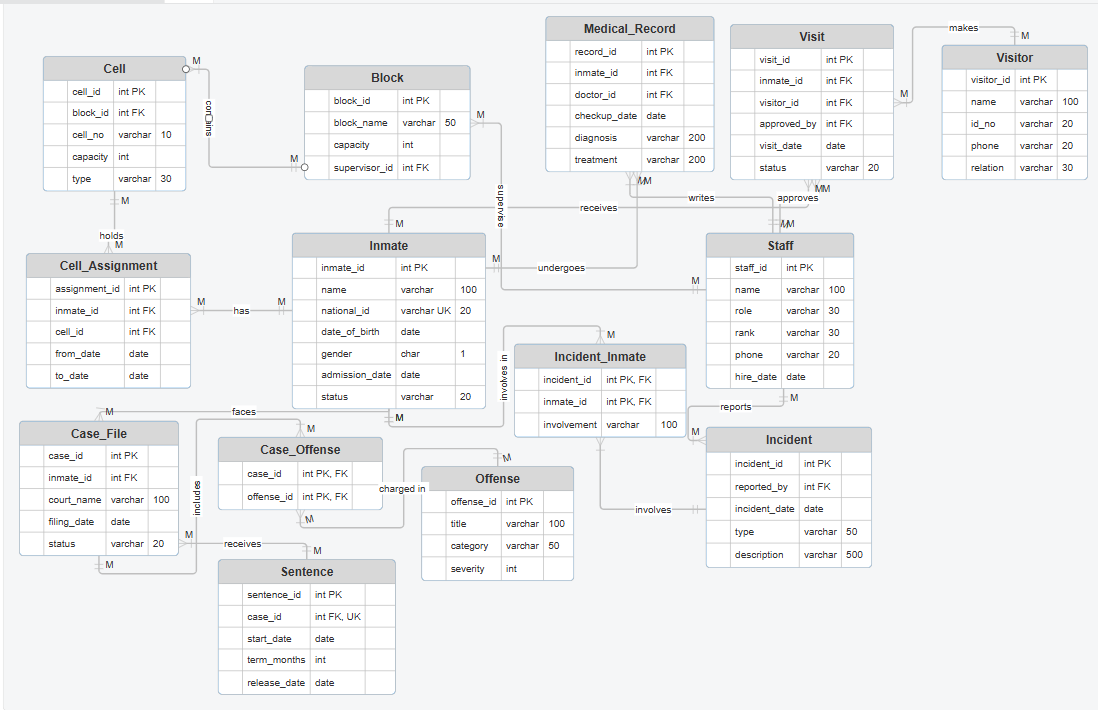 Cell
cell_id int PK
block_id int FK
cell_no varchar 10
capacity int
type varchar 30
M
contains
M
Block
block_id int PK
block_name varchar 50
capacity int
supervisor_id int FK
M
supervise
M
Medical_Record
record_id int PK
inmate_id int FK
doctor_id int FK
checkup_date date
diagnosis varchar 200
treatment varchar 200
M
M
Visit
visit_id int PK
inmate_id int FK
visitor_id int FK
approved_by int FK
visit_date date
status varchar 20
M
M
M
makes
M
Visitor
visitor_id int PK
name varchar 100
id_no varchar 20
phone varchar 20
relation varchar 30
M
holds
M
writes
approves
receives
M
M
M
Cell_Assignment
assignment_id int PK
inmate_id int FK
cell_id int FK
from_date date
to_date date
M
has
M
Inmate
inmate_id int PK
name varchar 100
national_id varchar UK 20
date_of_birth date
gender char 1
admission_date date
status varchar 20
M
undergoes
Staff
staff_id int PK
name varchar 100
role varchar 30
rank varchar 30
phone varchar 20
hire_date date
M
reports
M
involves in
M
Incident_Inmate
incident_id int PK, FK
inmate_id int PK, FK
involvement varchar 100
involves
Incident
incident_id int PK
reported_by int FK
incident_date date
type varchar 50
description varchar 500
M
faces
M
Case_File
case_id int PK
inmate_id int FK
court_name varchar 100
filing_date date
status varchar 20
M
includes
M
Case_Offense
case_id int PK, FK
offense_id int PK, FK
M
charged in
M
Offense
offense_id int PK
title varchar 100
category varchar 50
severity int
M
receives
M
Sentence
sentence_id int PK
case_id int FK, UK
start_date date
term_months int
release_date date